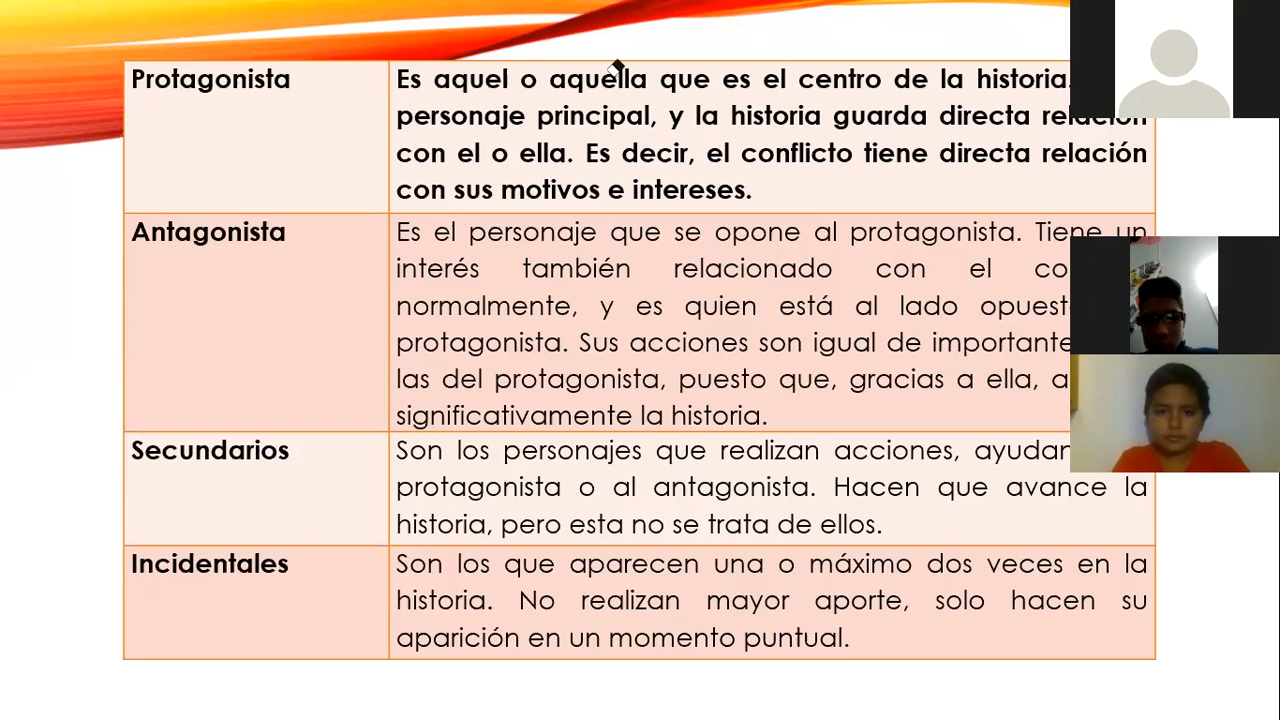 Protagonista
Es aquel o aquella que es el centro de la historia.
personaje principal, y la historia guarda directa relación
con el o ella. Es decir, el conflicto tiene directa relación
con sus motivos e intereses.
Antagonista
Es el personaje que se opone al protagonista. Tiene un
interés también relacionado con el
normalmente, y es quien está al lado
protagonista. Sus acciones son igual de
las del protagonista, puesto que, gracias a ella,
significativamente la historia.
Secundarios
Son los personajes que realizan acciones,
protagonista o al antagonista. Hacen que avance la
historia, pero esta no se trata de ellos.
Incidentales
Son los que aparecen una o máximo dos veces en la
historia. No realizan mayor aporte, solo hacen su
aparición en un momento puntual.